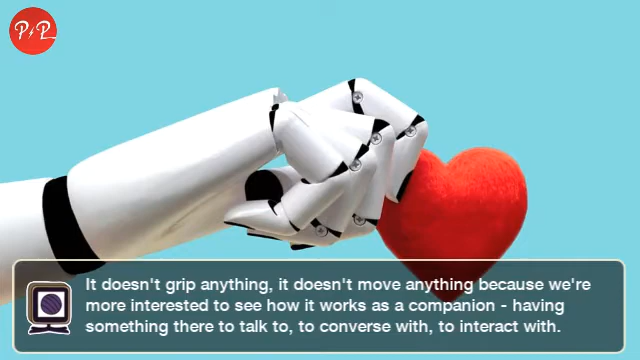 P P
It doesn't grip anything, it doesn't move anything because we're
more interested to see how it works as a companion - having
something there to talk to, to converse with, to interact with.